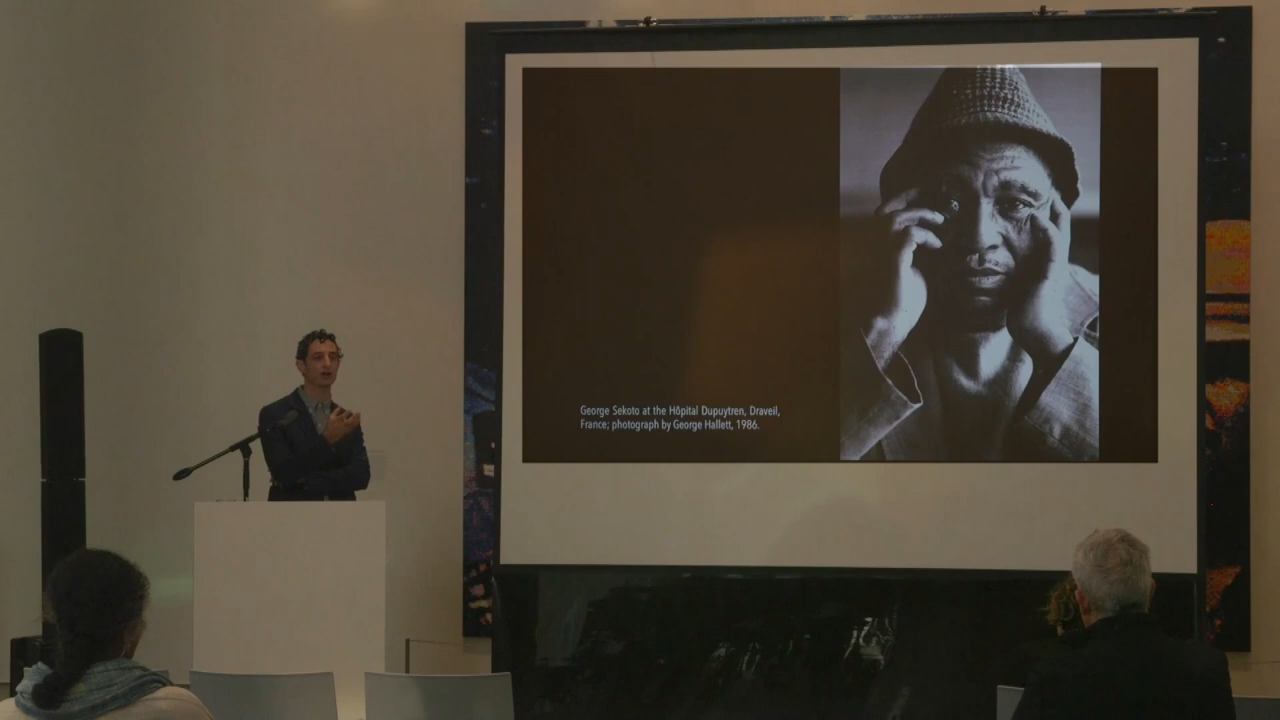 George Sekoto at the Hôpital Dupuytren, Draveil,
France; photograph by George Hallett, 1986.